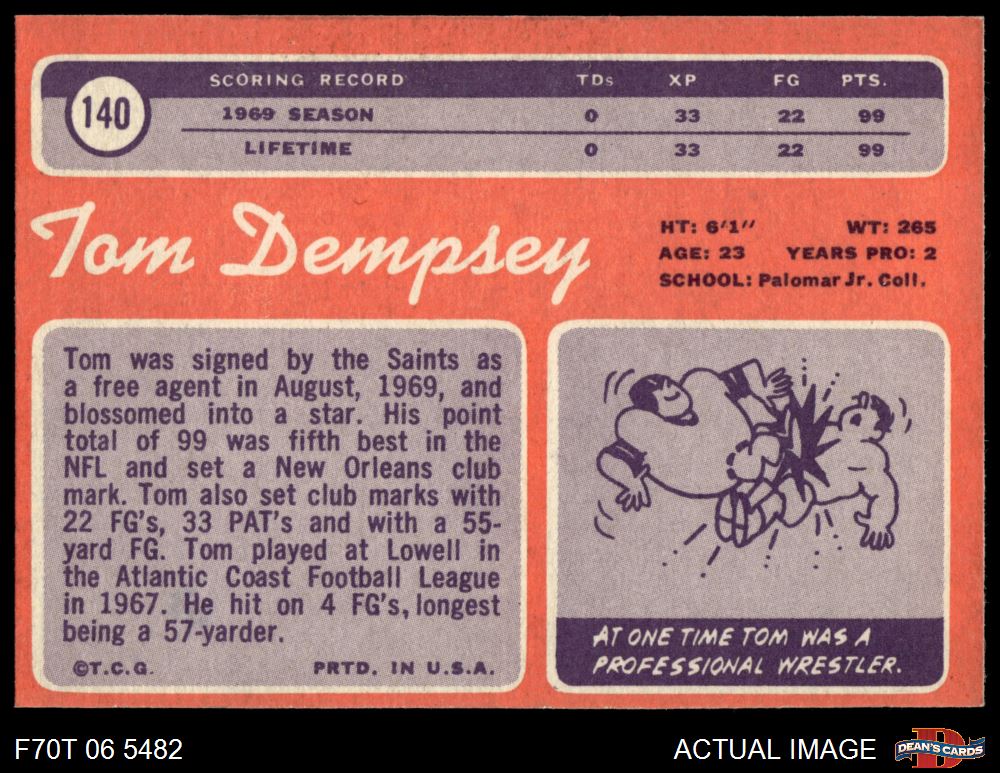 SCORING RECORD TDs XP FG PTS.
140
1969 SEASON 0 33 22 99
LIFETIME 0 33 22 99
Tom Dempsey
HT: 6'1" WT: 265
AGE: 23 YEARS PRO: 2
SCHOOL: Palomar Jr. Coll.
Tom was signed by the Saints as
a free agent in August, 1969, and
blossomed into a star. His point
total of 99 was fifth best in the
NFL and set a New Orleans club
mark. Tom also set club marks with
22 FG's, 33 PAT's and with a 55-
yard FG. Tom played at Lowell in
the Atlantic Coast Football League
in 1967. He hit on 4 FG's, longest
being a 57-yarder.
©T.C.G. PRTD. IN U.S.A.
AT ONE TIME TOM WAS A
PROFESSIONAL WRESTLER.
F70T 06 5482
ACTUAL IMAGE
D
DEAN'S CARDS